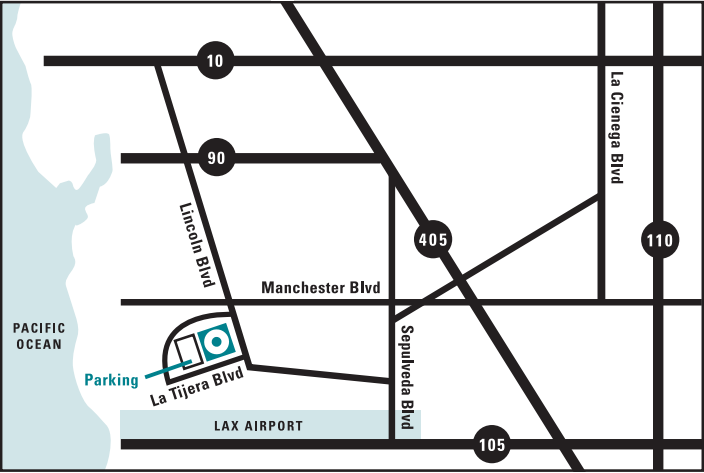 10
90
La Cienega Blvd
Lincoln Blvd
405
110
Manchester Blvd
PACIFIC
OCEAN
Sepulveda Blvd
Parking
La Tijera Blvd
LAX AIRPORT
105